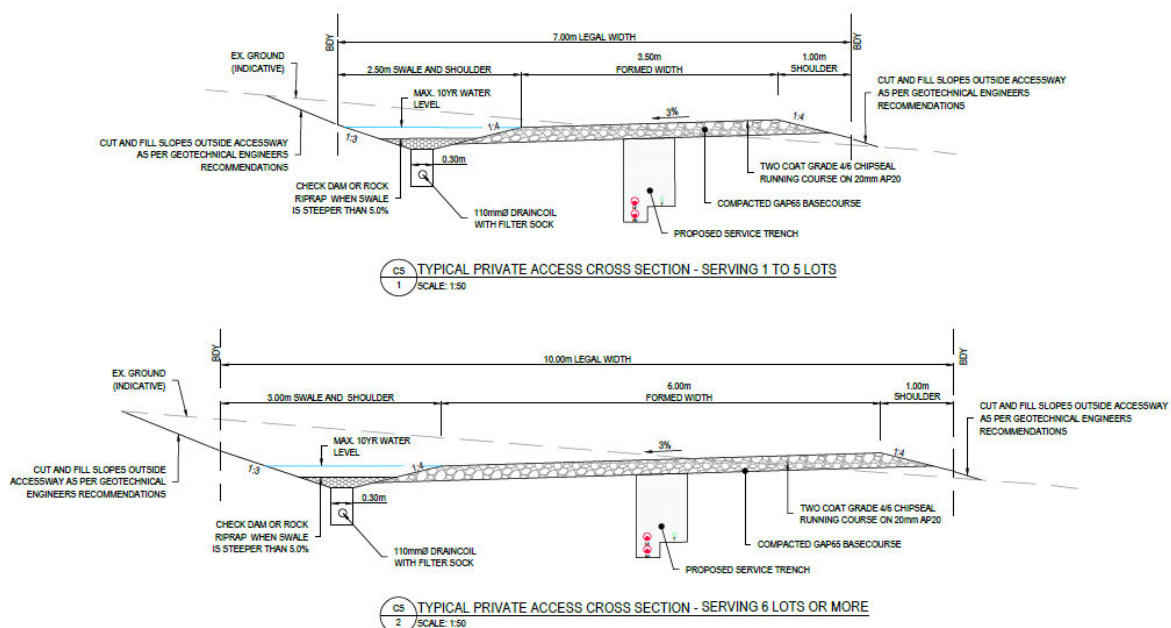 BDY
7.00m LEGAL WIDTH
BDY
EX. GROUND
(INDICATIVE)
2.50m SWALE AND SHOULDER
3.50m
FORMED WIDTH
1.00m
SHOULDER
MAX. 10YR WATER
LEVEL
CUT AND FILL SLOPES OUTSIDE ACCESSWAY
AS PER GEOTECHNICAL ENGINEERS
RECOMMENDATIONS
1:3
1:4
3%
1:4
CUT AND FILL SLOPES OUTSIDE ACCESSWAY
AS PER GEOTECHNICAL ENGINEERS
RECOMMENDATIONS
0.30m
CHECK DAM OR ROCK
RIPRAP WHEN SWALE
IS STEEPER THAN 5.0%
110mmØ DRAINCOIL
WITH FILTER SOCK
TWO COAT GRADE 4/6 CHIPSEAL
RUNNING COURSE ON 20mm AP20
COMPACTED GAP65 BASECOURSE
PROPOSED SERVICE TRENCH
C5
1
TYPICAL PRIVATE ACCESS CROSS SECTION - SERVING 1 TO 5 LOTS
SCALE: 1:50
BDY
10.00m LEGAL WIDTH
BDY
EX. GROUND
(INDICATIVE)
3.00m SWALE AND SHOULDER
6.00m
FORMED WIDTH
1.00m
SHOULDER
MAX. 10YR WATER
LEVEL
CUT AND FILL SLOPES OUTSIDE ACCESSWAY
AS PER GEOTECHNICAL ENGINEERS
RECOMMENDATIONS
1:3
1:4
3%
1:4
CUT AND FILL SLOPES OUTSIDE
ACCESSWAY AS PER GEOTECHNICAL
ENGINEERS RECOMMENDATIONS
0.30m
CHECK DAM OR ROCK
RIPRAP WHEN SWALE
IS STEEPER THAN 5.0%
110mmØ DRAINCOIL
WITH FILTER SOCK
TWO COAT GRADE 4/6 CHIPSEAL
RUNNING COURSE ON 20mm AP20
COMPACTED GAP65 BASECOURSE
PROPOSED SERVICE TRENCH
C5
2
TYPICAL PRIVATE ACCESS CROSS SECTION - SERVING 6 LOTS OR MORE
SCALE: 1:50